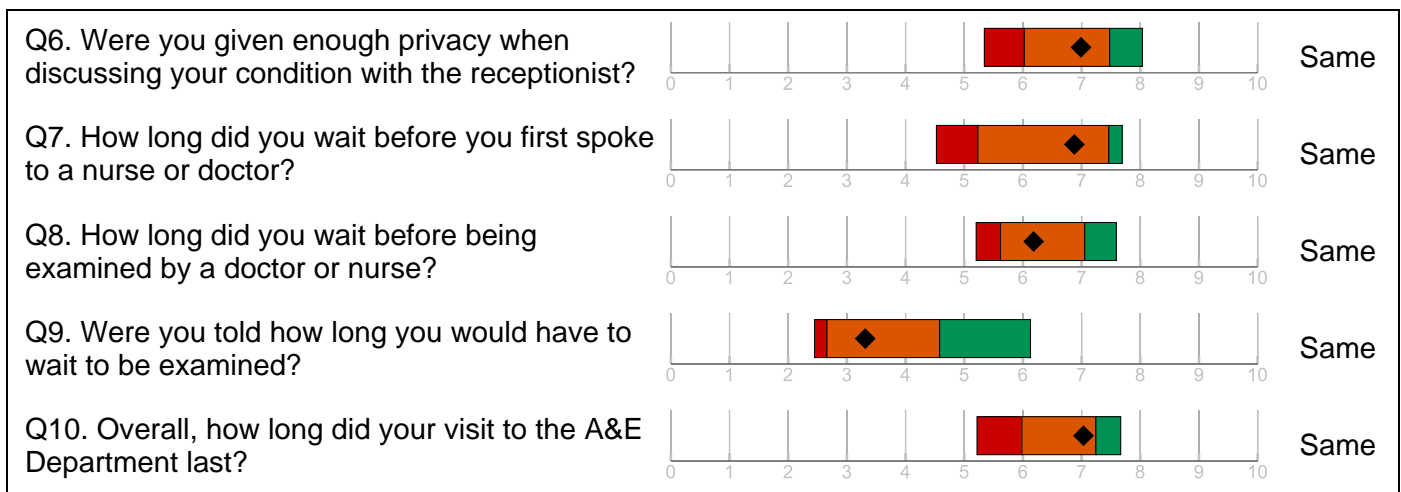 Q6. Were you given enough privacy when
discussing your condition with the receptionist?
0 1 2 3 4 5 6 7 8 9 10
Same
Q7. How long did you wait before you first spoke
to a nurse or doctor?
0 1 2 3 4 5 6 7 8 9 10
Same
Q8. How long did you wait before being
examined by a doctor or nurse?
0 1 2 3 4 5 6 7 8 9 10
Same
Q9. Were you told how long you would have to
wait to be examined?
0 1 2 3 4 5 6 7 8 9 10
Same
Q10. Overall, how long did your visit to the A&E
Department last?
0 1 2 3 4 5 6 7 8 9 10
Same